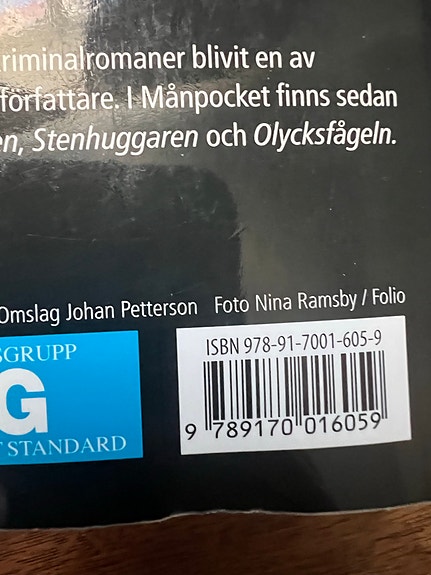 riminalromaner blivit en av
författare. I Månpocket finns sedan
en, Stenhuggaren och Olycksfågeln.
Omslag Johan Petterson Foto Nina Ramsby / Folio
SGRUPP
G
T STANDARD
ISBN 978-91-7001-605-9
9 789170 016059